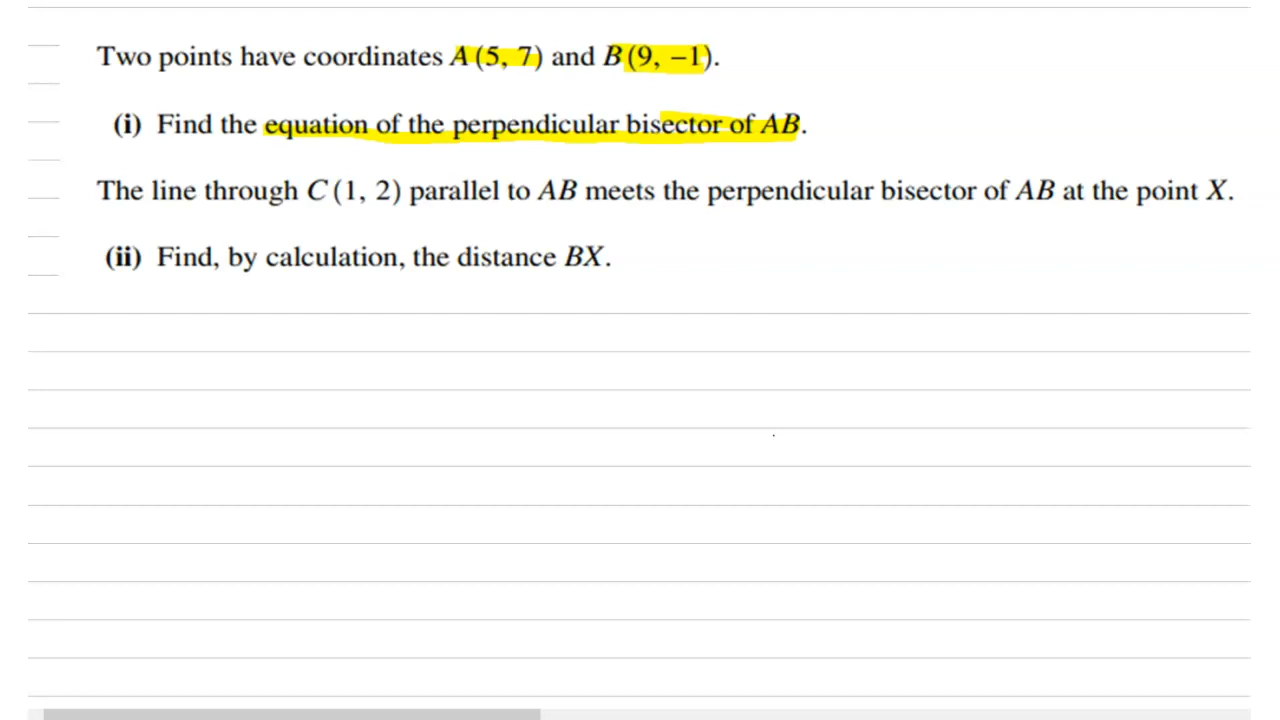 Two points have coordinates A (5, 7) and B (9, −1).
(i) Find the equation of the perpendicular bisector of AB.
The line through C (1, 2) parallel to AB meets the perpendicular bisector of AB at the point X.
(ii) Find, by calculation, the distance BX.